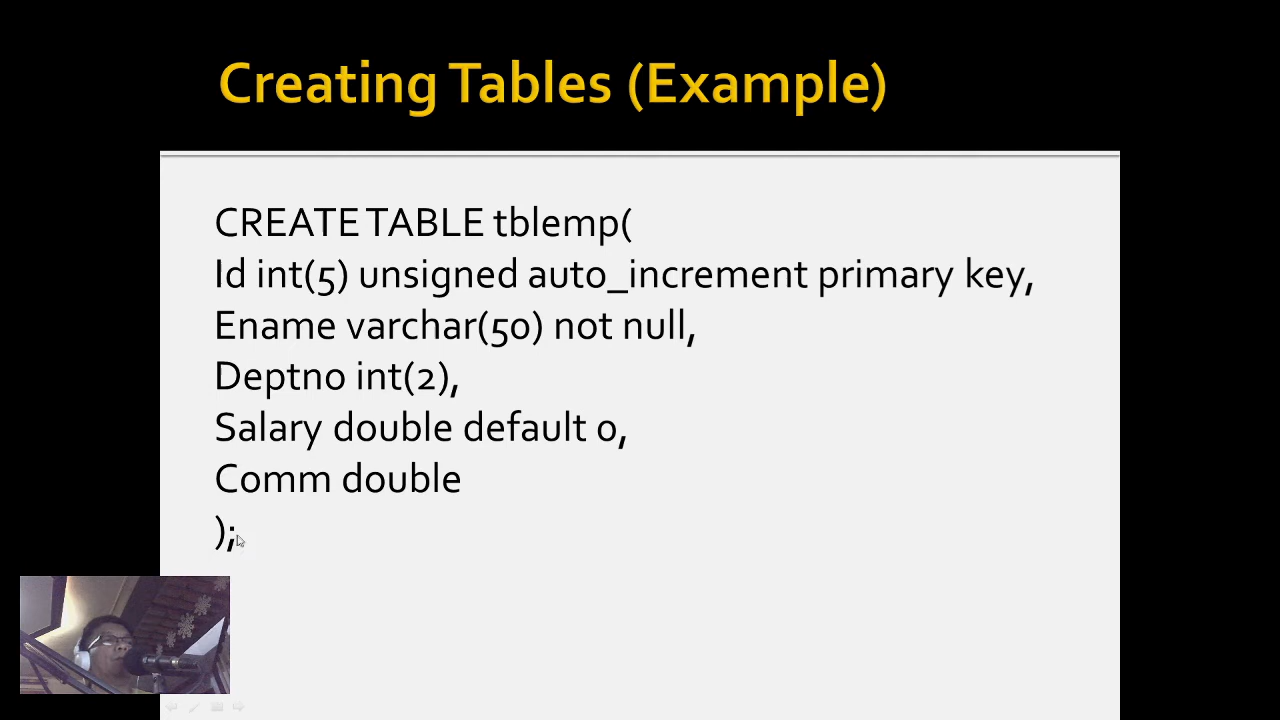 Creating Tables (Example)
CREATE TABLE tblemp(
Id int(5) unsigned auto_increment primary key,
Ename varchar(50) not null,
Deptno int(2),
Salary double default 0,
Comm double
);